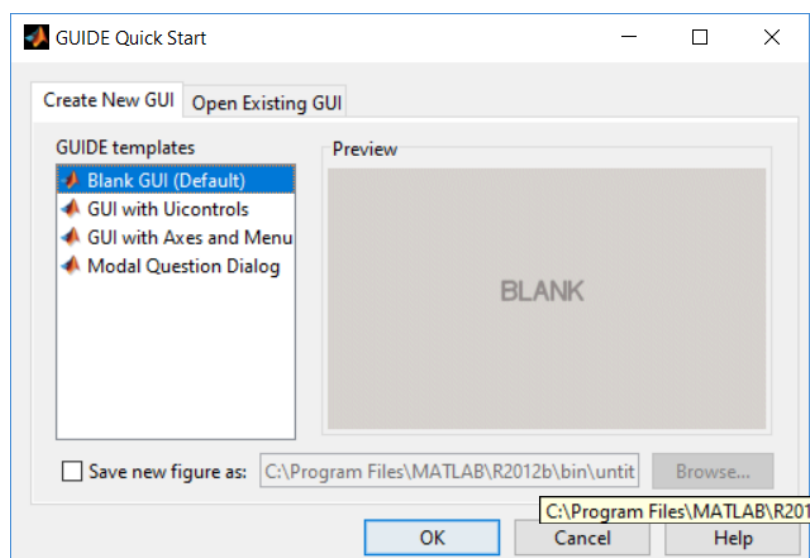 GUIDE Quick Start
Create New GUI
Open Existing GUI
GUIDE templates
Preview
Blank GUI (Default)
GUI with Uicontrols
GUI with Axes and Menu
Modal Question Dialog
BLANK
Save new figure as:
C:\Program Files\MATLAB\R2012b\bin\untit
Browse...
C:\Program Files\MATLAB\R201
OK
Cancel
Help